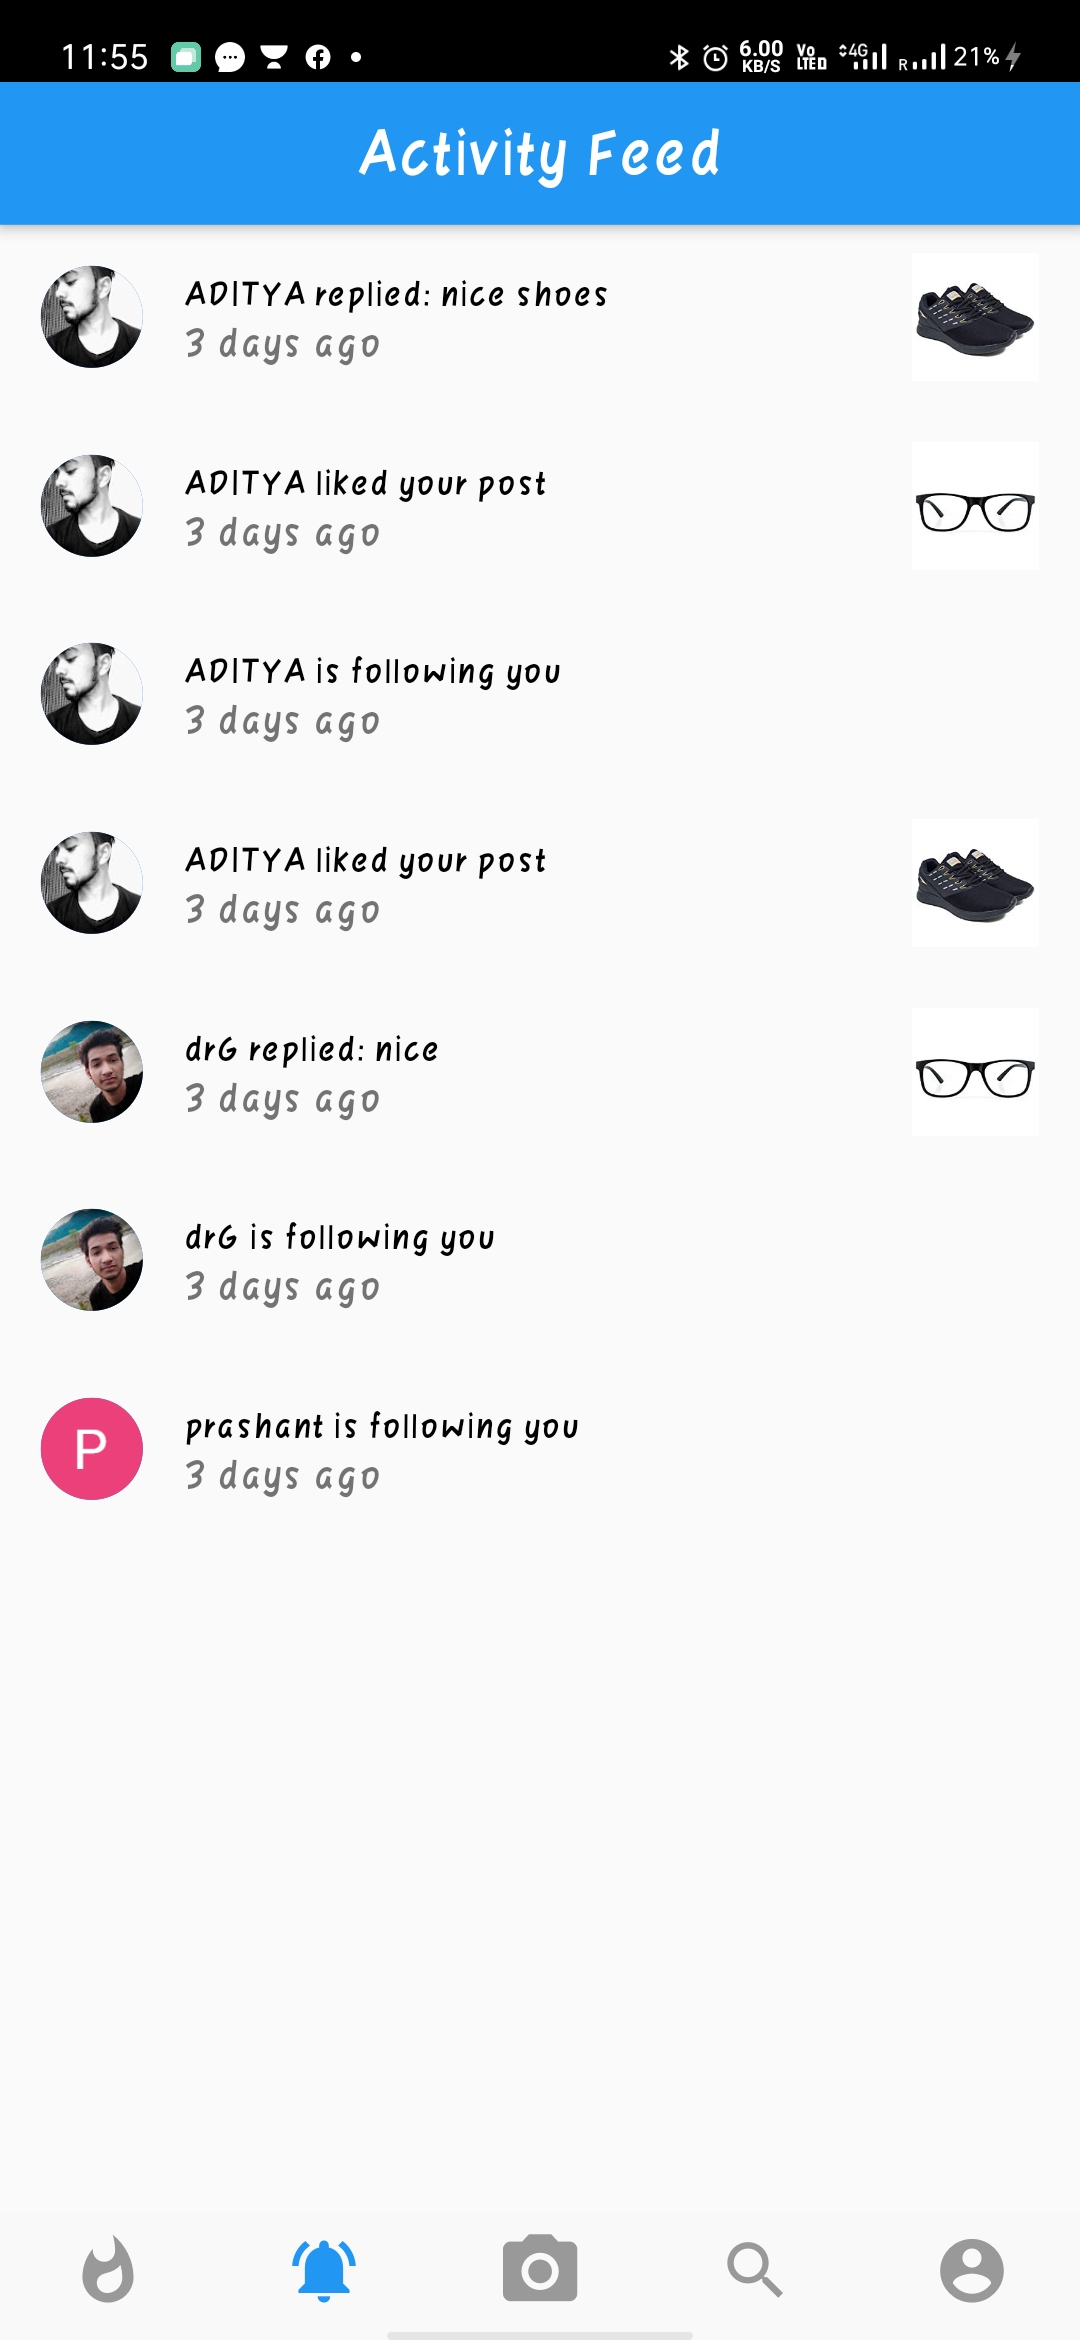 11:55 6.00 KB/S Vo LTED 4G R 21%
Activity Feed
ADITYA replied: nice shoes
3 days ago
ADITYA liked your post
3 days ago
ADITYA is following you
3 days ago
ADITYA liked your post
3 days ago
drG replied: nice
3 days ago
drG is following you
3 days ago
P
prashant is following you
3 days ago